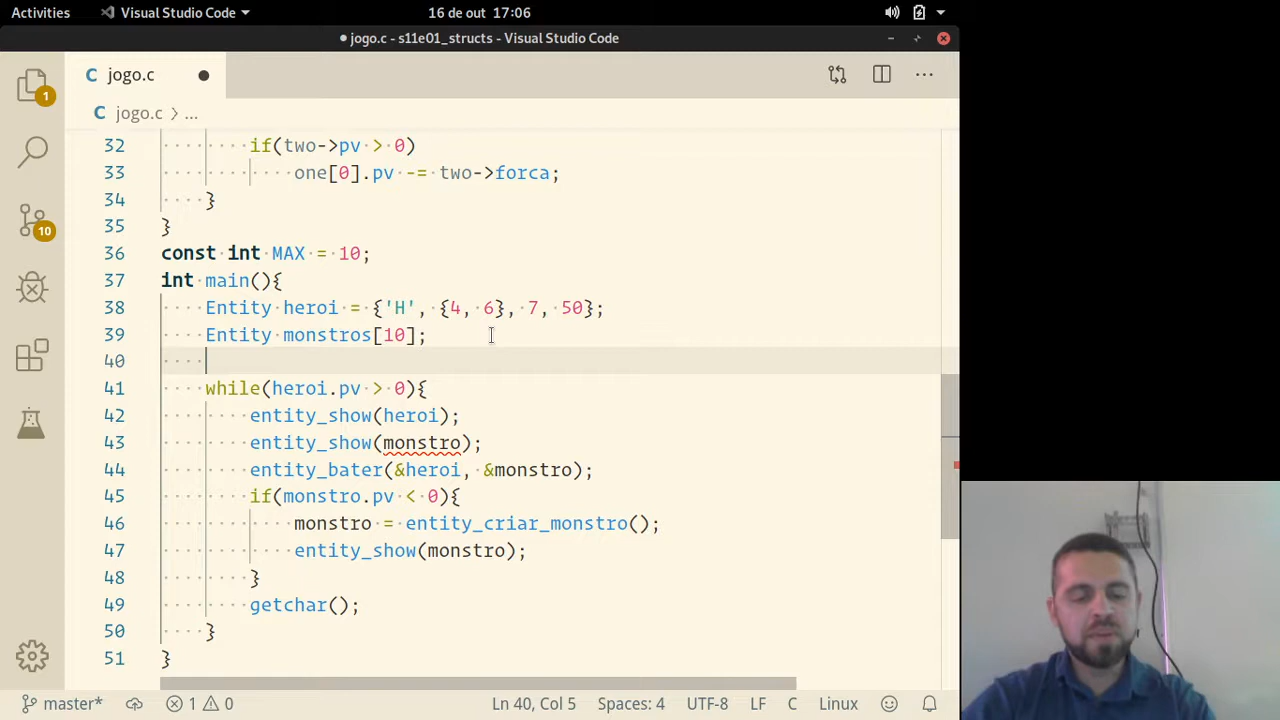 Activities
Visual Studio Code
16 de out 17:06
● jogo.c - s11e01_structs - Visual Studio Code
C jogo.c
1
C jogo.c > ...
32 if(two->pv > 0)
33 one[0].pv -= two->forca;
34 }
35 }
36 const int MAX = 10;
37 int main(){
38 Entity heroi = {'H', {4, 6}, 7, 50};
39 Entity monstros[10];
40
41 while(heroi.pv > 0){
42 entity_show(heroi);
43 entity_show(monstro);
44 entity_bater(&heroi, &monstro);
45 if(monstro.pv < 0){
46 monstro = entity_criar_monstro();
47 entity_show(monstro);
48 }
49 getchar();
50 }
51 }
10
master*
1
0
Ln 40, Col 5
Spaces: 4
UTF-8
LF
C
Linux